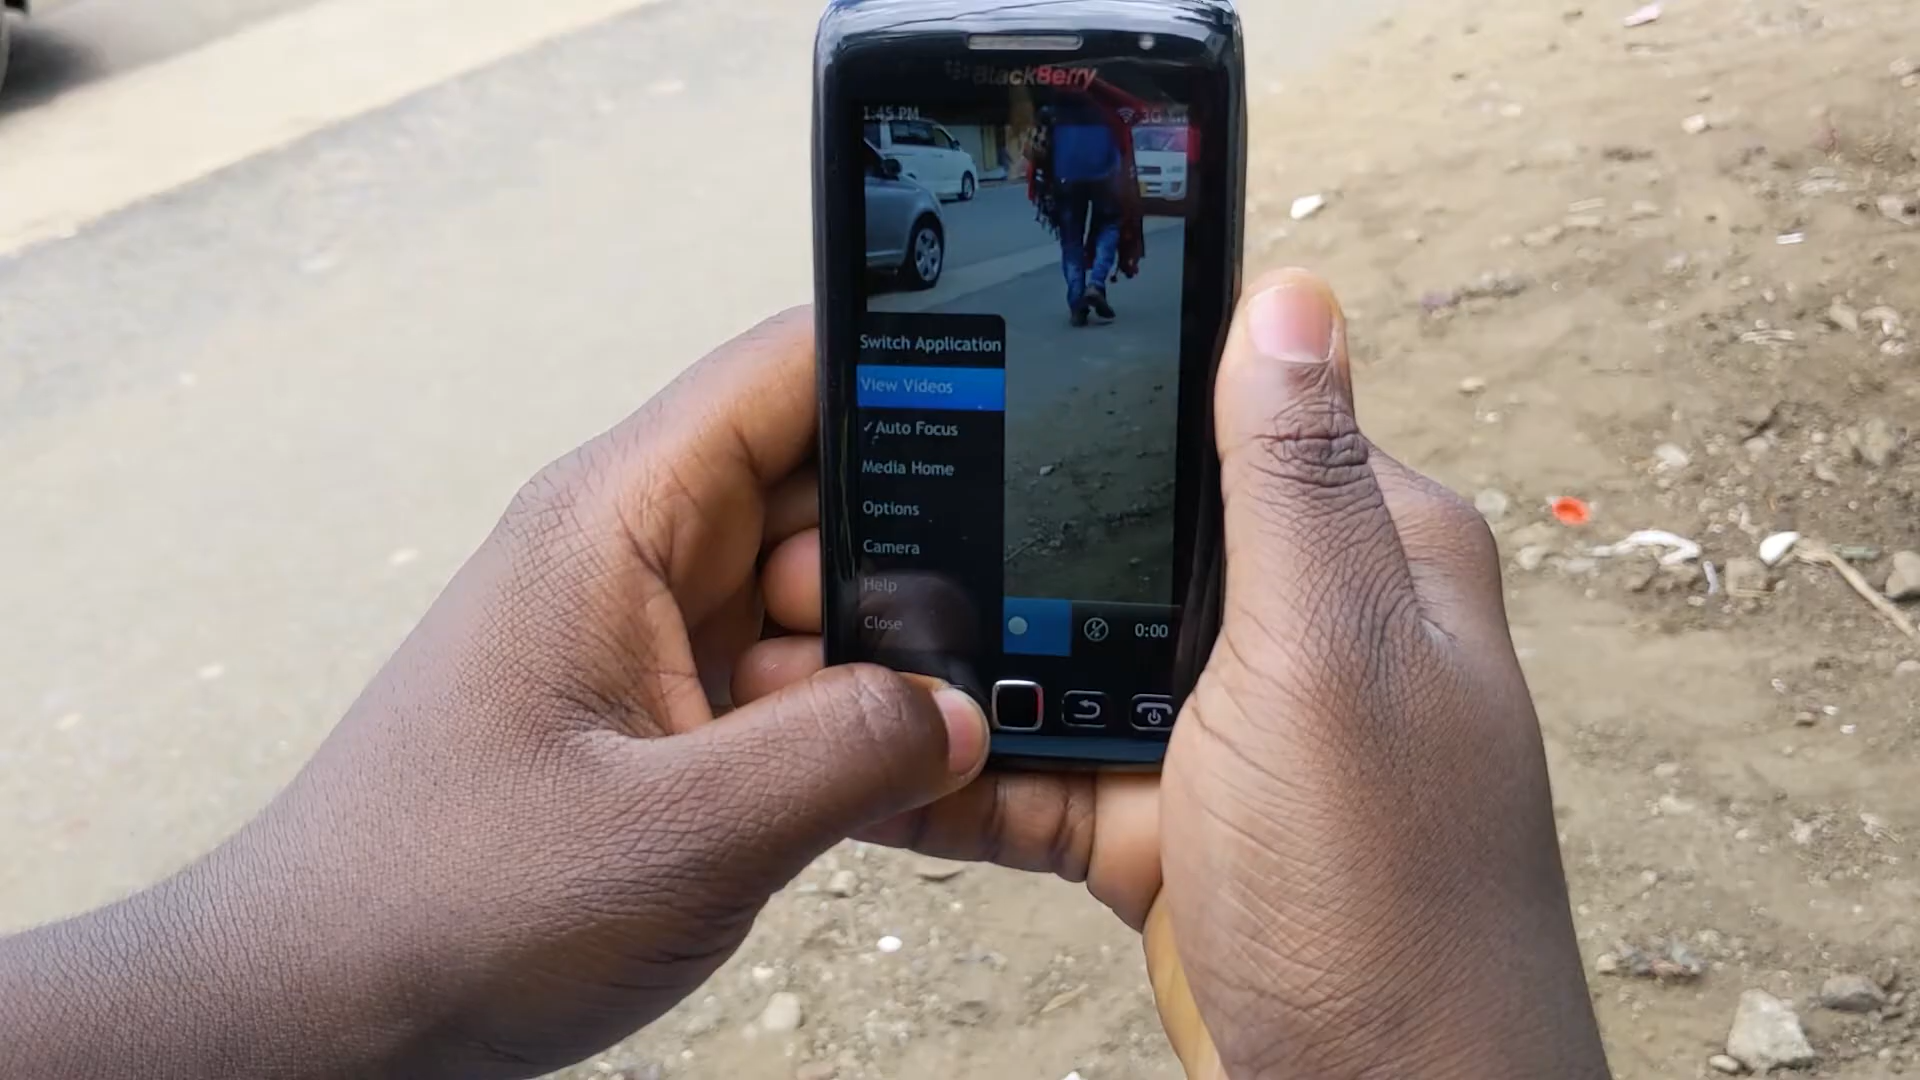 BlackBerry
1:45 PM 3G
Switch Application
View Videos
✓Auto Focus
Media Home
Options
Camera
Help
Close
0:00